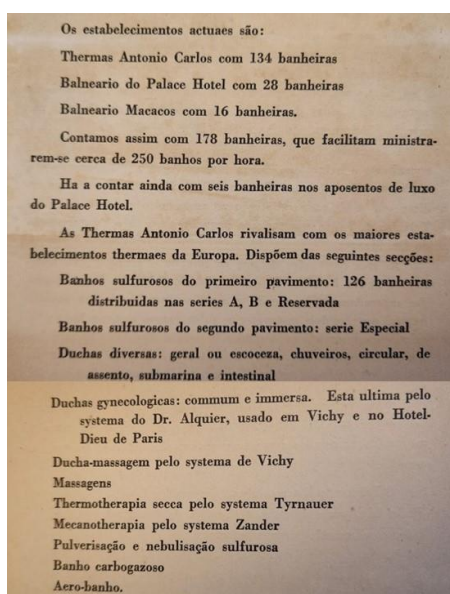 Os estabelecimentos actuaes são:
Thermas Antonio Carlos com 134 banheiras
Balneario do Palace Hotel com 28 banheiras
Balneario Macacos com 16 banheiras.
Contamos assim com 178 banheiras, que facilitam ministra-
rem-se cerca de 250 banhos por hora.
Ha a contar ainda com seis banheiras nos aposentos de luxo
do Palace Hotel.
As Thermas Antonio Carlos rivalisam com os maiores esta-
belecimentos thermaes da Europa. Dispõem das seguintes secções:
Banhos sulfurosos do primeiro pavimento: 126 banheiras
distribuidas nas series A, B e Reservada
Banhos sulfurosos do segundo pavimento: serie Especial
Duchas diversas: geral ou escoceza, chuveiros, circular, de
assento, submarina e intestinal
Duchas gynecologicas: commum e immersa. Esta ultima pelo
systema do Dr. Alquier, usado em Vichy e no Hotel-
Dieu de Paris
Ducha-massagem pelo systema de Vichy
Massagens
Thermotherapia secca pelo systema Tyrnauer
Mecanotherapia pelo systema Zander
Pulverisação e nebulisação sulfurosa
Banho carbogazoso
Aero-banho.